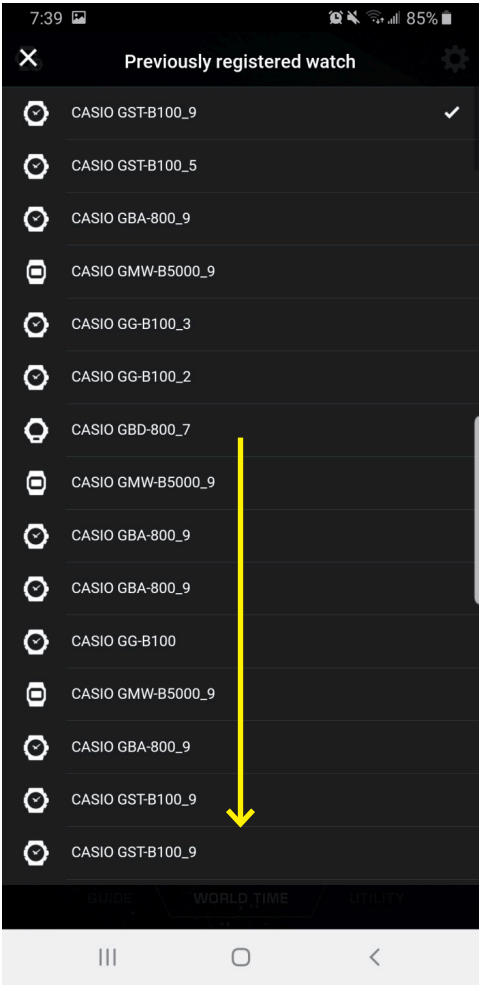 7:39 85%
Previously registered watch
CASIO GST-B100_9
CASIO GST-B100_5
CASIO GBA-800_9
CASIO GMW-B5000_9
CASIO GG-B100_3
CASIO GG-B100_2
CASIO GBD-800_7
CASIO GMW-B5000_9
CASIO GBA-800_9
CASIO GBA-800_9
CASIO GG-B100
CASIO GMW-B5000_9
CASIO GBA-800_9
CASIO GST-B100_9
CASIO GST-B100_9
GUIDE WORLD TIME UTILITY